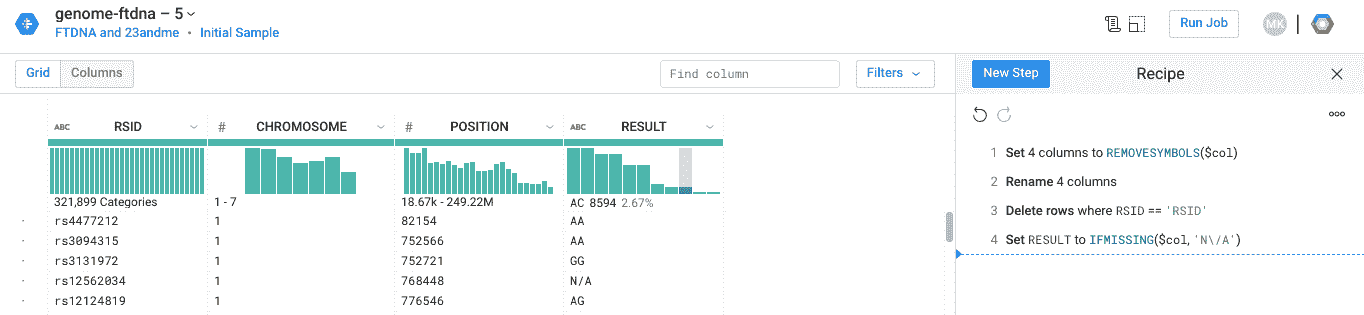 genome-ftdna – 5
FTDNA and 23andme • Initial Sample
Run Job
MK
Grid Columns
Find column
Filters
New Step
Recipe
ABC RSID
# CHROMOSOME
# POSITION
ABC RESULT
321,899 Categories
1 - 7
18.67k - 249.22M
AC 8594 2.67%
rs4477212 1 82154 AA
rs3094315 1 752566 AA
rs3131972 1 752721 GG
rs12562034 1 768448 N/A
rs12124819 1 776546 AG
1 Set 4 columns to REMOVESYMBOLS($col)
2 Rename 4 columns
3 Delete rows where RSID == 'RSID'
4 Set RESULT to IFMISSING($col, 'N\/A')